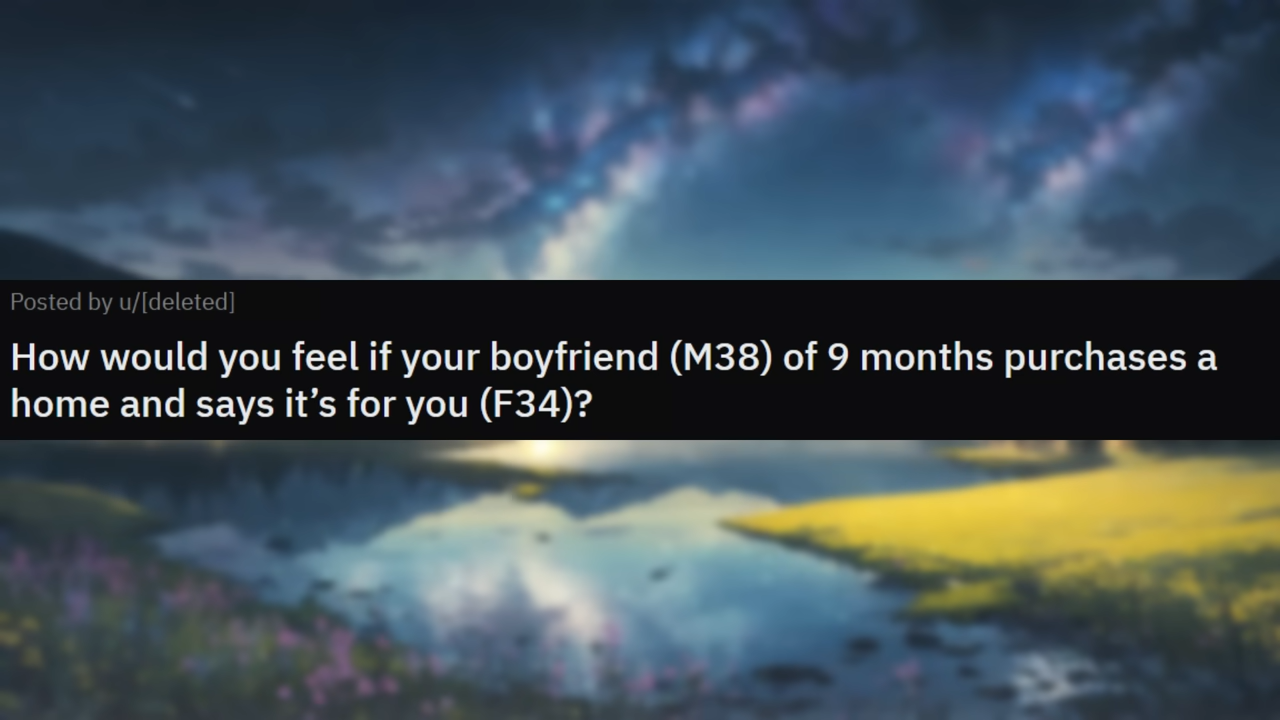 Posted by u/[deleted]
How would you feel if your boyfriend (M38) of 9 months purchases a
home and says it’s for you (F34)?